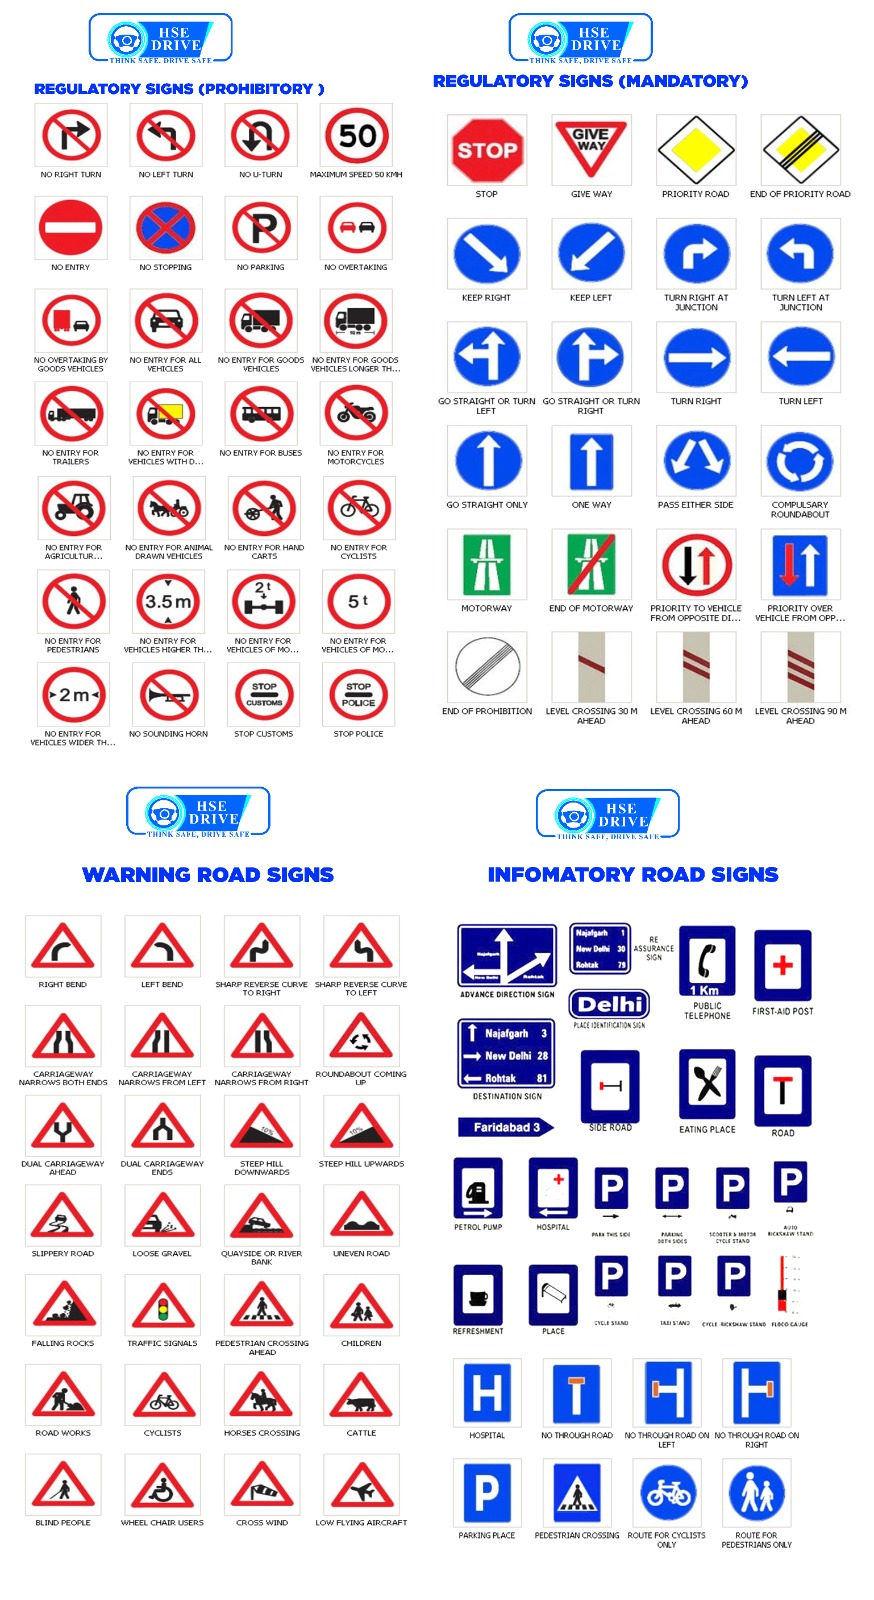 HSE
DRIVE
THINK SAFE, DRIVE SAFE
REGULATORY SIGNS (PROHIBITORY )
NO RIGHT TURN
NO LEFT TURN
NO U-TURN
50
MAXIMUM SPEED 50 KMH
NO ENTRY
NO STOPPING
P
NO PARKING
NO OVERTAKING
NO OVERTAKING BY
GOODS VEHICLES
NO ENTRY FOR ALL
VEHICLES
NO ENTRY FOR GOODS
VEHICLES
10 m
NO ENTRY FOR GOODS
VEHICLES LONGER TH...
NO ENTRY FOR
TRAILERS
NO ENTRY FOR
VEHICLES WITH D...
NO ENTRY FOR BUSES
NO ENTRY FOR
MOTORCYCLES
NO ENTRY FOR
AGRICULTUR...
NO ENTRY FOR ANIMAL
DRAWN VEHICLES
NO ENTRY FOR HAND
CARTS
NO ENTRY FOR
CYCLISTS
NO ENTRY FOR
PEDESTRIANS
3.5m
NO ENTRY FOR
VEHICLES HIGHER TH...
2t
NO ENTRY FOR
VEHICLES OF MO...
5t
NO ENTRY FOR
VEHICLES OF MO...
2m
NO ENTRY FOR
VEHICLES WIDER TH...
NO SOUNDING HORN
STOP
CUSTOMS
STOP CUSTOMS
STOP
POLICE
STOP POLICE
HSE
DRIVE
THINK SAFE, DRIVE SAFE
REGULATORY SIGNS (MANDATORY)
STOP
STOP
GIVE
WAY
GIVE WAY
PRIORITY ROAD
END OF PRIORITY ROAD
KEEP RIGHT
KEEP LEFT
TURN RIGHT AT
JUNCTION
TURN LEFT AT
JUNCTION
GO STRAIGHT OR TURN
LEFT
GO STRAIGHT OR TURN
RIGHT
TURN RIGHT
TURN LEFT
GO STRAIGHT ONLY
ONE WAY
PASS EITHER SIDE
COMPULSARY
ROUNDABOUT
MOTORWAY
END OF MOTORWAY
PRIORITY TO VEHICLE
FROM OPPOSITE DI...
PRIORITY OVER
VEHICLE FROM OPP...
END OF PROHIBITION
LEVEL CROSSING 30 M
AHEAD
LEVEL CROSSING 60 M
AHEAD
LEVEL CROSSING 90 M
AHEAD
HSE
DRIVE
THINK SAFE, DRIVE SAFE
WARNING ROAD SIGNS
RIGHT BEND
LEFT BEND
SHARP REVERSE CURVE
TO RIGHT
SHARP REVERSE CURVE
TO LEFT
CARRIAGEWAY
NARROWS BOTH ENDS
CARRIAGEWAY
NARROWS FROM LEFT
CARRIAGEWAY
NARROWS FROM RIGHT
ROUNDABOUT COMING
UP
DUAL CARRIAGEWAY
AHEAD
DUAL CARRIAGEWAY
ENDS
10%
STEEP HILL
DOWNWARDS
10%
STEEP HILL UPWARDS
SLIPPERY ROAD
LOOSE GRAVEL
QUAYSIDE OR RIVER
BANK
UNEVEN ROAD
FALLING ROCKS
TRAFFIC SIGNALS
PEDESTRIAN CROSSING
AHEAD
CHILDREN
ROAD WORKS
CYCLISTS
HORSES CROSSING
CATTLE
BLIND PEOPLE
WHEEL CHAIR USERS
CROSS WIND
LOW FLYING AIRCRAFT
HSE
DRIVE
THINK SAFE, DRIVE SAFE
INFOMATORY ROAD SIGNS
Najafgarh
New Delhi
Rohtak
ADVANCE DIRECTION SIGN
Najafgarh 1
New Delhi 30
Rohtak 79
RE
ASSURANCE
SIGN
Delhi
PLACE IDENTIFICATION SIGN
1 Km
PUBLIC
TELEPHONE
FIRST-AID POST
Najafgarh 3
New Delhi 28
Rohtak 81
DESTINATION SIGN
Faridabad 3
SIDE ROAD
EATING PLACE
ROAD
PETROL PUMP
HOSPITAL
P
PARK THIS SIDE
P
PARKING
BOTH SIDES
P
SCOOTER & MOTOR
CYCLE STAND
P
AUTO
RICKSHAW STAND
REFRESHMENT
PLACE
P
CYCLE STAND
P
TAXI STAND
P
CYCLE RICKSHAW STAND
FLOOD GAUGE
H
HOSPITAL
NO THROUGH ROAD
NO THROUGH ROAD ON
LEFT
NO THROUGH ROAD ON
RIGHT
P
PARKING PLACE
PEDESTRIAN CROSSING
ROUTE FOR CYCLISTS
ONLY
ROUTE FOR
PEDESTRIANS ONLY